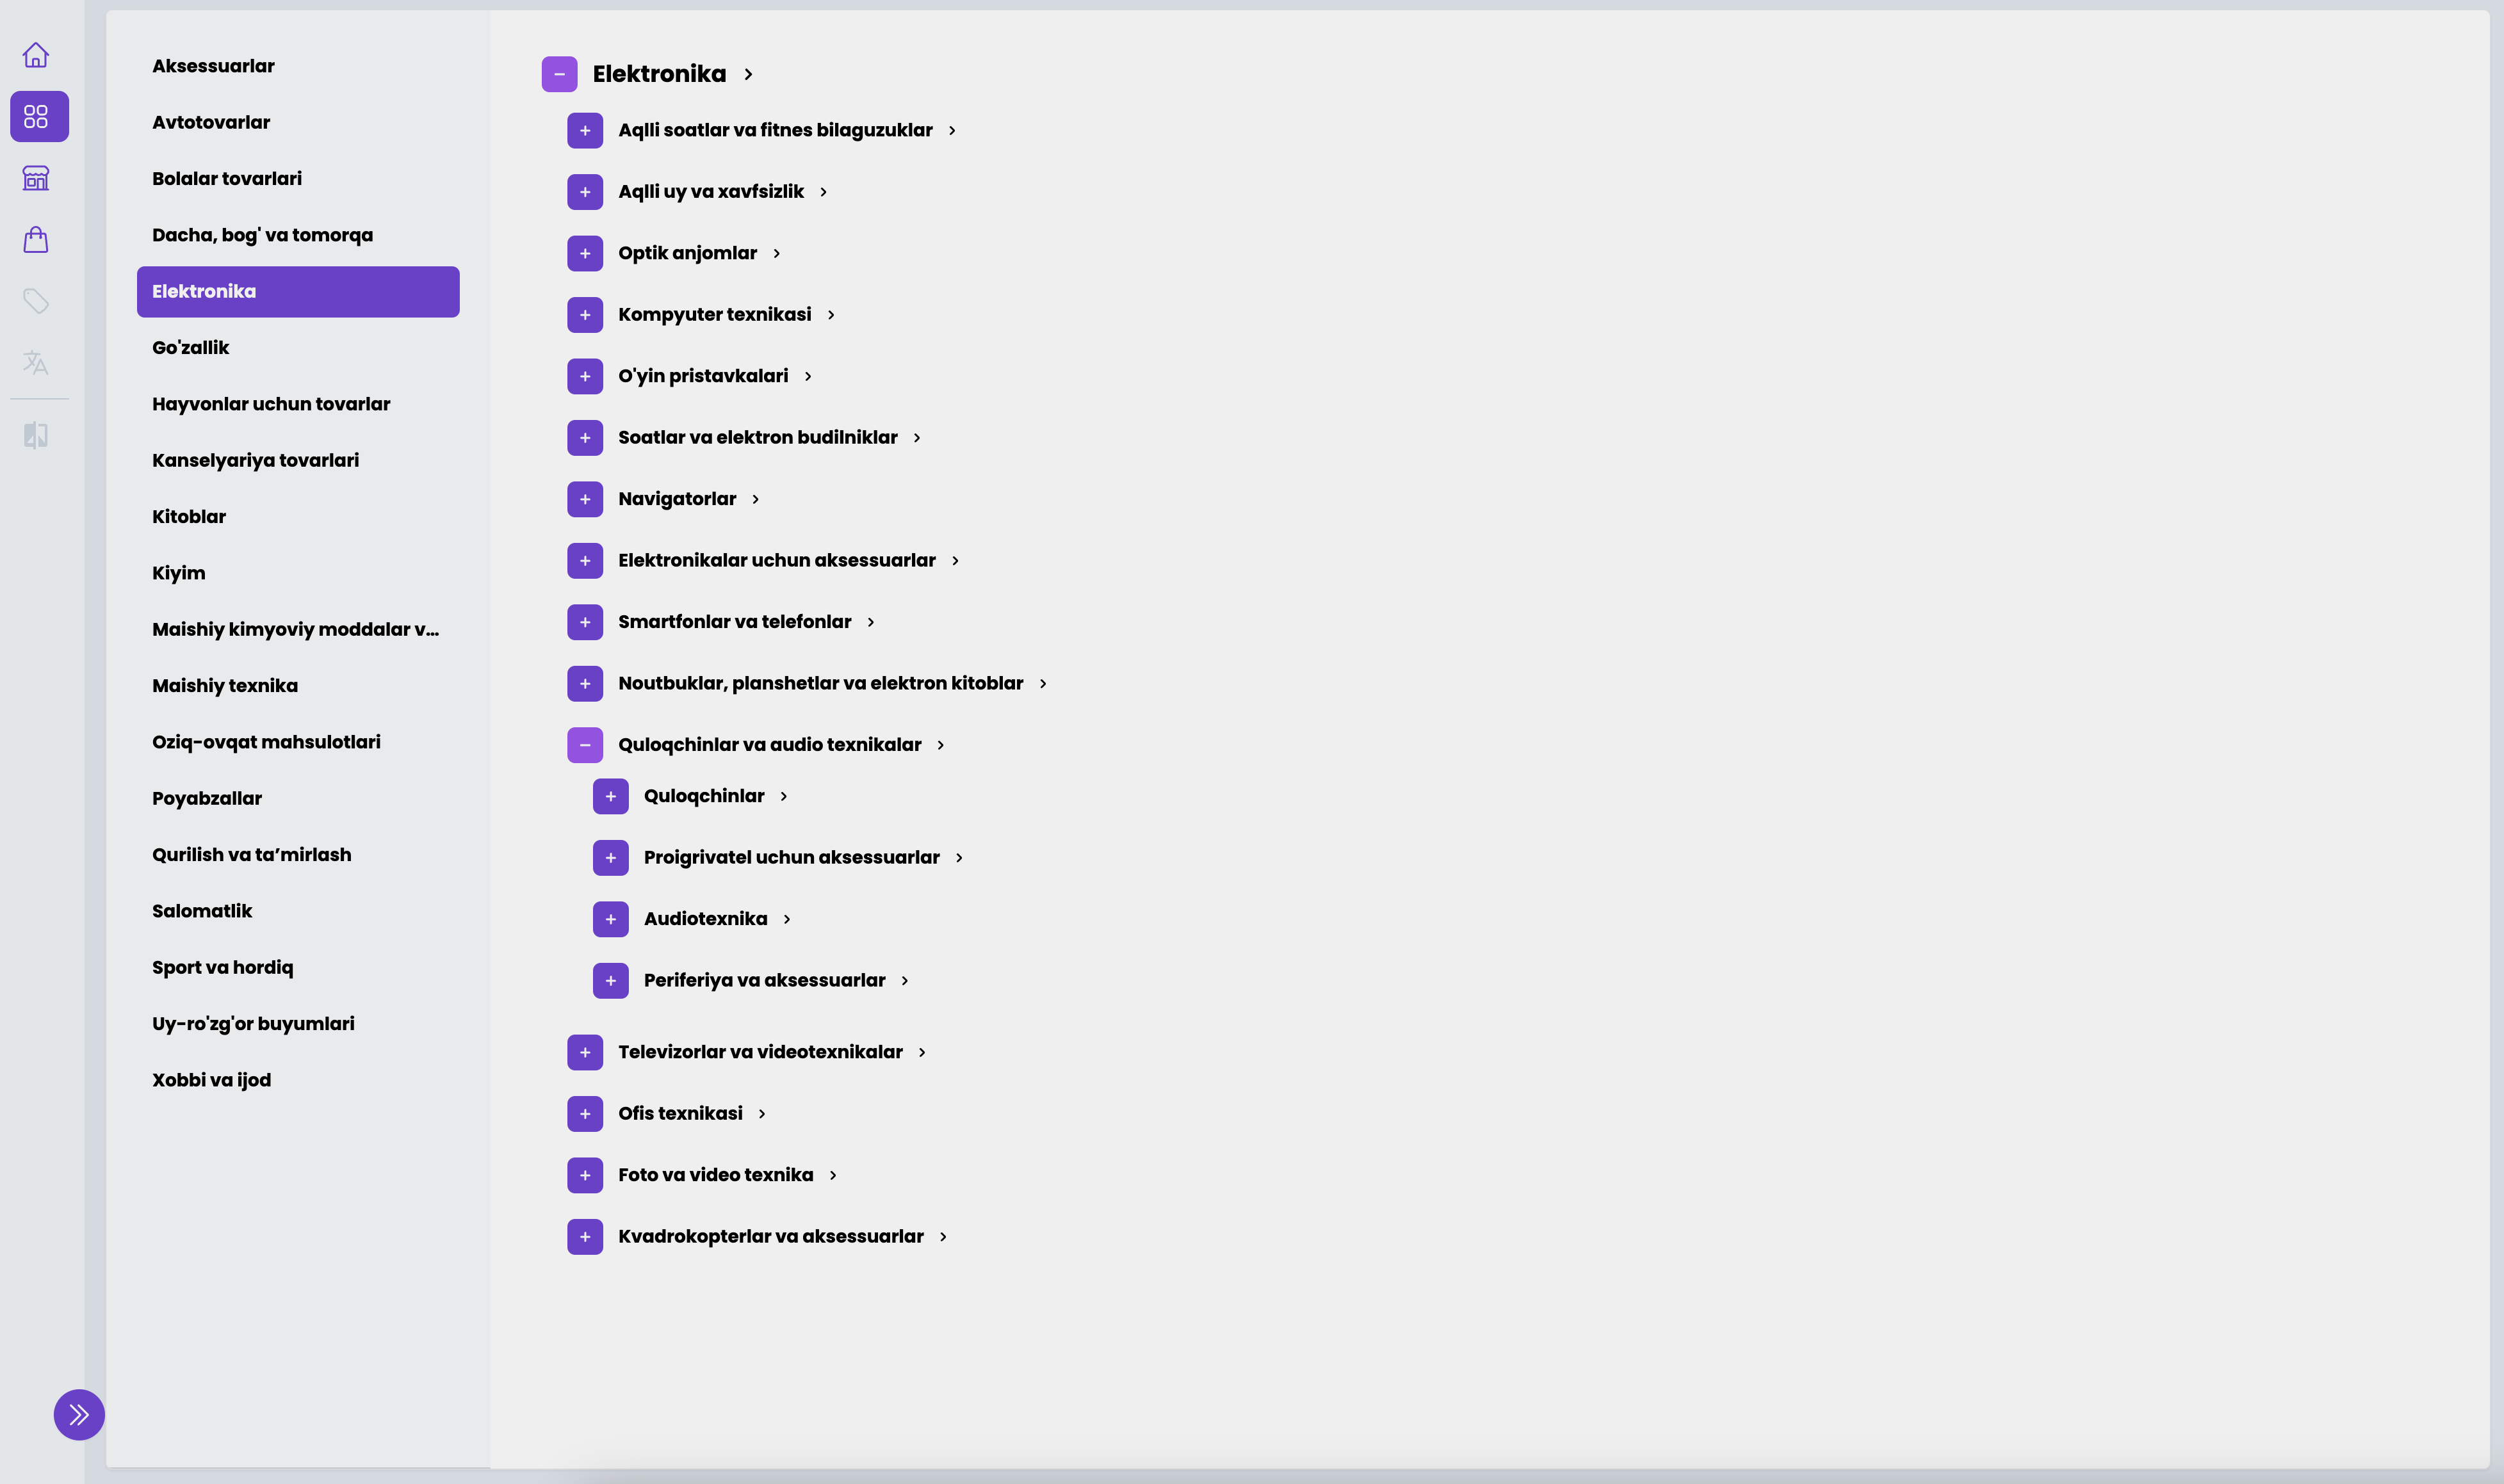 Aksessuarlar
Avtotovarlar
Bolalar tovarlari
Dacha, bog' va tomorqa
Elektronika
Go'zallik
Hayvonlar uchun tovarlar
Kanselyariya tovarlari
Kitoblar
Kiyim
Maishiy kimyoviy moddalar v...
Maishiy texnika
Oziq-ovqat mahsulotlari
Poyabzallar
Qurilish va ta’mirlash
Salomatlik
Sport va hordiq
Uy-ro'zg'or buyumlari
Xobbi va ijod
Elektronika
Aqlli soatlar va fitnes bilaguzuklar
Aqlli uy va xavfsizlik
Optik anjomlar
Kompyuter texnikasi
O'yin pristavkalari
Soatlar va elektron budilniklar
Navigatorlar
Elektronikalar uchun aksessuarlar
Smartfonlar va telefonlar
Noutbuklar, planshetlar va elektron kitoblar
Quloqchinlar va audio texnikalar
Quloqchinlar
Proigrivatel uchun aksessuarlar
Audiotexnika
Periferiya va aksessuarlar
Televizorlar va videotexnikalar
Ofis texnikasi
Foto va video texnika
Kvadrokopterlar va aksessuarlar